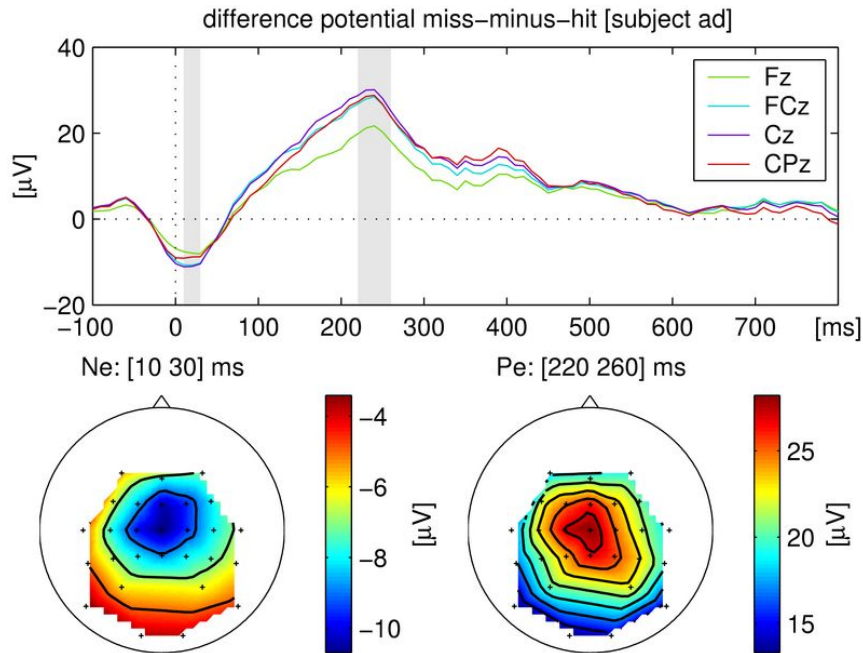 difference potential miss−minus−hit [subject ad]
40
20
0
−20
[µV]
Fz
FCz
Cz
CPz
−100 0 100 200 300 400 500 600 700 [ms]
Ne: [10 30] ms
−4
−6
−8
−10
[µV]
Pe: [220 260] ms
25
20
15
[µV]